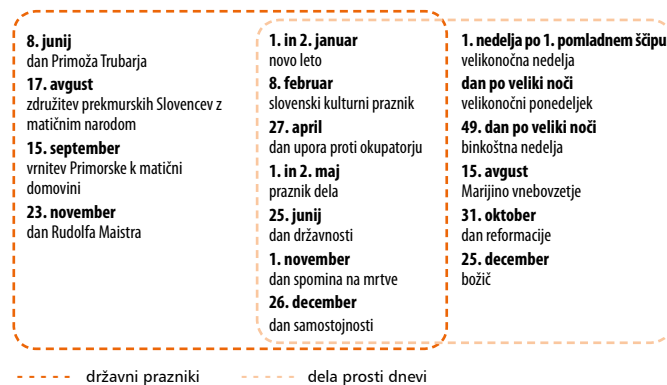 8. junij
dan Primoža Trubarja
17. avgust
združitev prekmurskih Slovencev z
matičnim narodom
15. september
vrnitev Primorske k matični
domovini
23. november
dan Rudolfa Maistra
1. in 2. januar
novo leto
8. februar
slovenski kulturni praznik
27. april
dan upora proti okupatorju
1. in 2. maj
praznik dela
25. junij
dan državnosti
1. november
dan spomina na mrtve
26. december
dan samostojnosti
1. nedelja po 1. pomladnem ščipu
velikonočna nedelja
dan po veliki noči
velikonočni ponedeljek
49. dan po veliki noči
binkoštna nedelja
15. avgust
Marijino vnebovzetje
31. oktober
dan reformacije
25. december
božič
državni prazniki
dela prosti dnevi